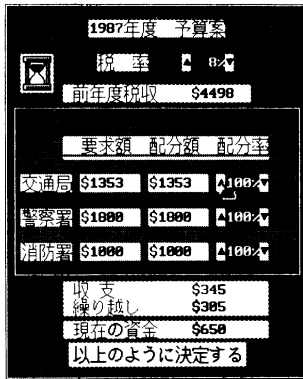 1987年度 予算案
税 率 8%
前年度税収 $4498
要求額 配分額 配分率
交通局 $1353 $1353 100%
警察署 $1800 $1800 100%
消防署 $1000 $1000 100%
収 支 $345
繰り越し $305
現在の資金 $650
以上のように決定する